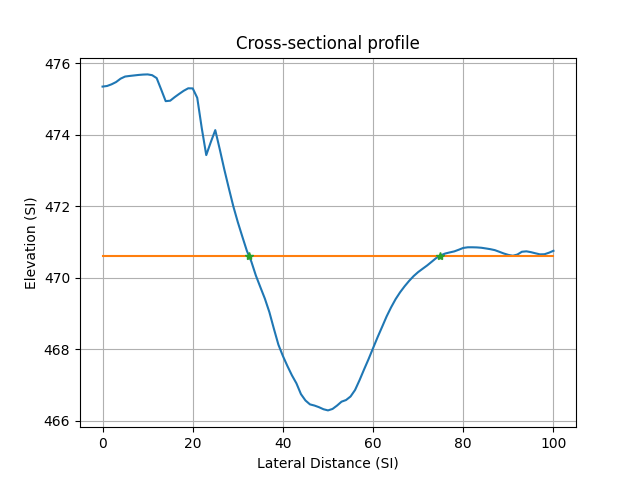 Cross-sectional profile
476
474
472
470
468
466
Elevation (SI)
0 20 40 60 80 100
Lateral Distance (SI)